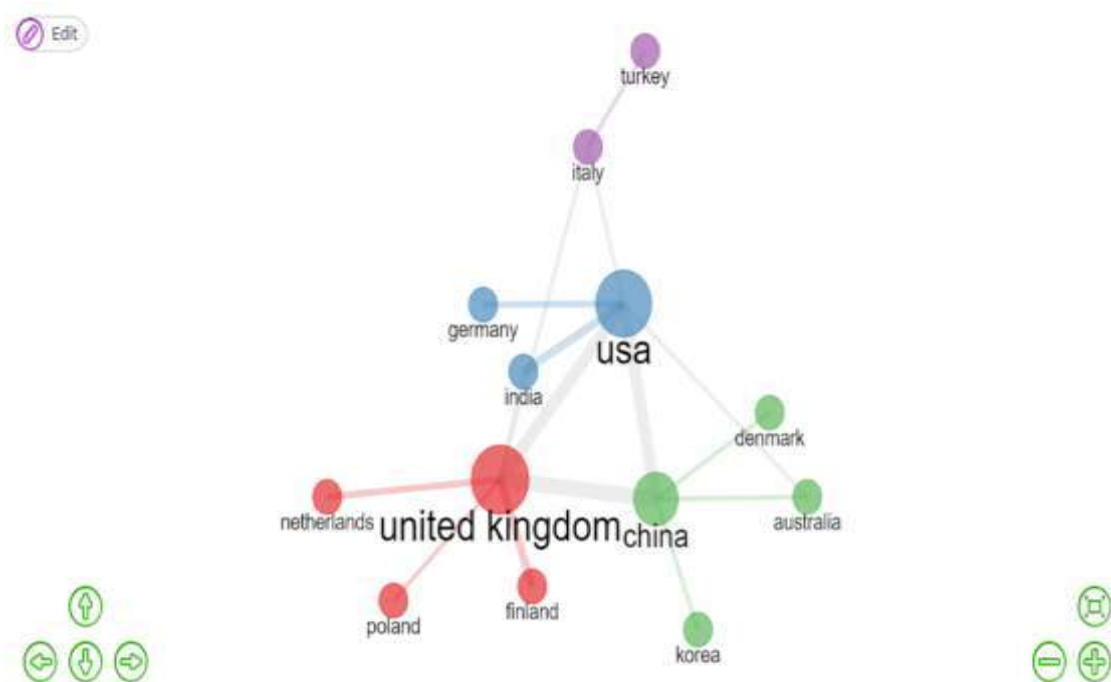 Edit
turkey
italy
germany
usa
india
denmark
netherlands
united kingdom
china
australia
poland
finland
korea